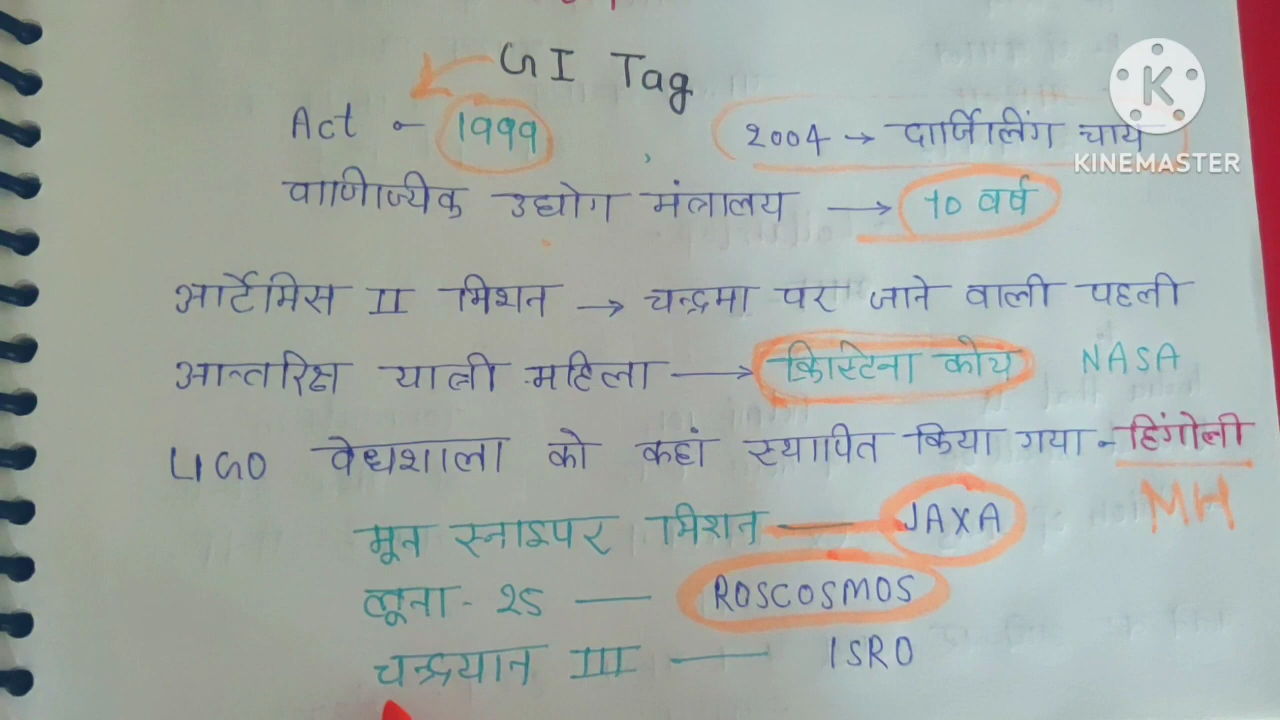 GI Tag
Act - 1999 2004 → दार्जिलिंग चाय
वाणिज्यीक उद्योग मंत्रालय → 10 वर्ष
आर्टेमिस II मिशन → चन्द्रमा पर जाने वाली पहली
आन्तरिक्ष यात्री महिला → क्रिस्टिना कोच NASA
LIGO वेधशाला को कहां स्थापित किया गया - हिंगोली
MH
मून स्नाइपर मिशन — JAXA
लूना - 25 — ROSCOSMOS
चन्द्रयान III — ISRO
K
KINEMASTER